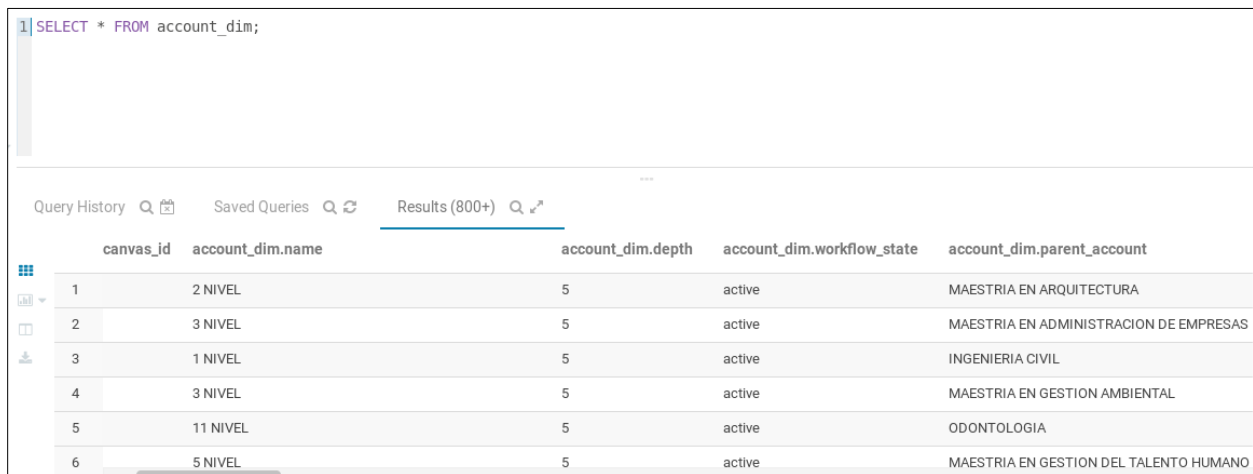 1 SELECT * FROM account_dim;
Query History Saved Queries Results (800+)
canvas_id account_dim.name account_dim.depth account_dim.workflow_state account_dim.parent_account
1 2 NIVEL 5 active MAESTRIA EN ARQUITECTURA
2 3 NIVEL 5 active MAESTRIA EN ADMINISTRACION DE EMPRESAS
3 1 NIVEL 5 active INGENIERIA CIVIL
4 3 NIVEL 5 active MAESTRIA EN GESTION AMBIENTAL
5 11 NIVEL 5 active ODONTOLOGIA
6 5 NIVEL 5 active MAESTRIA EN GESTION DEL TALENTO HUMANO